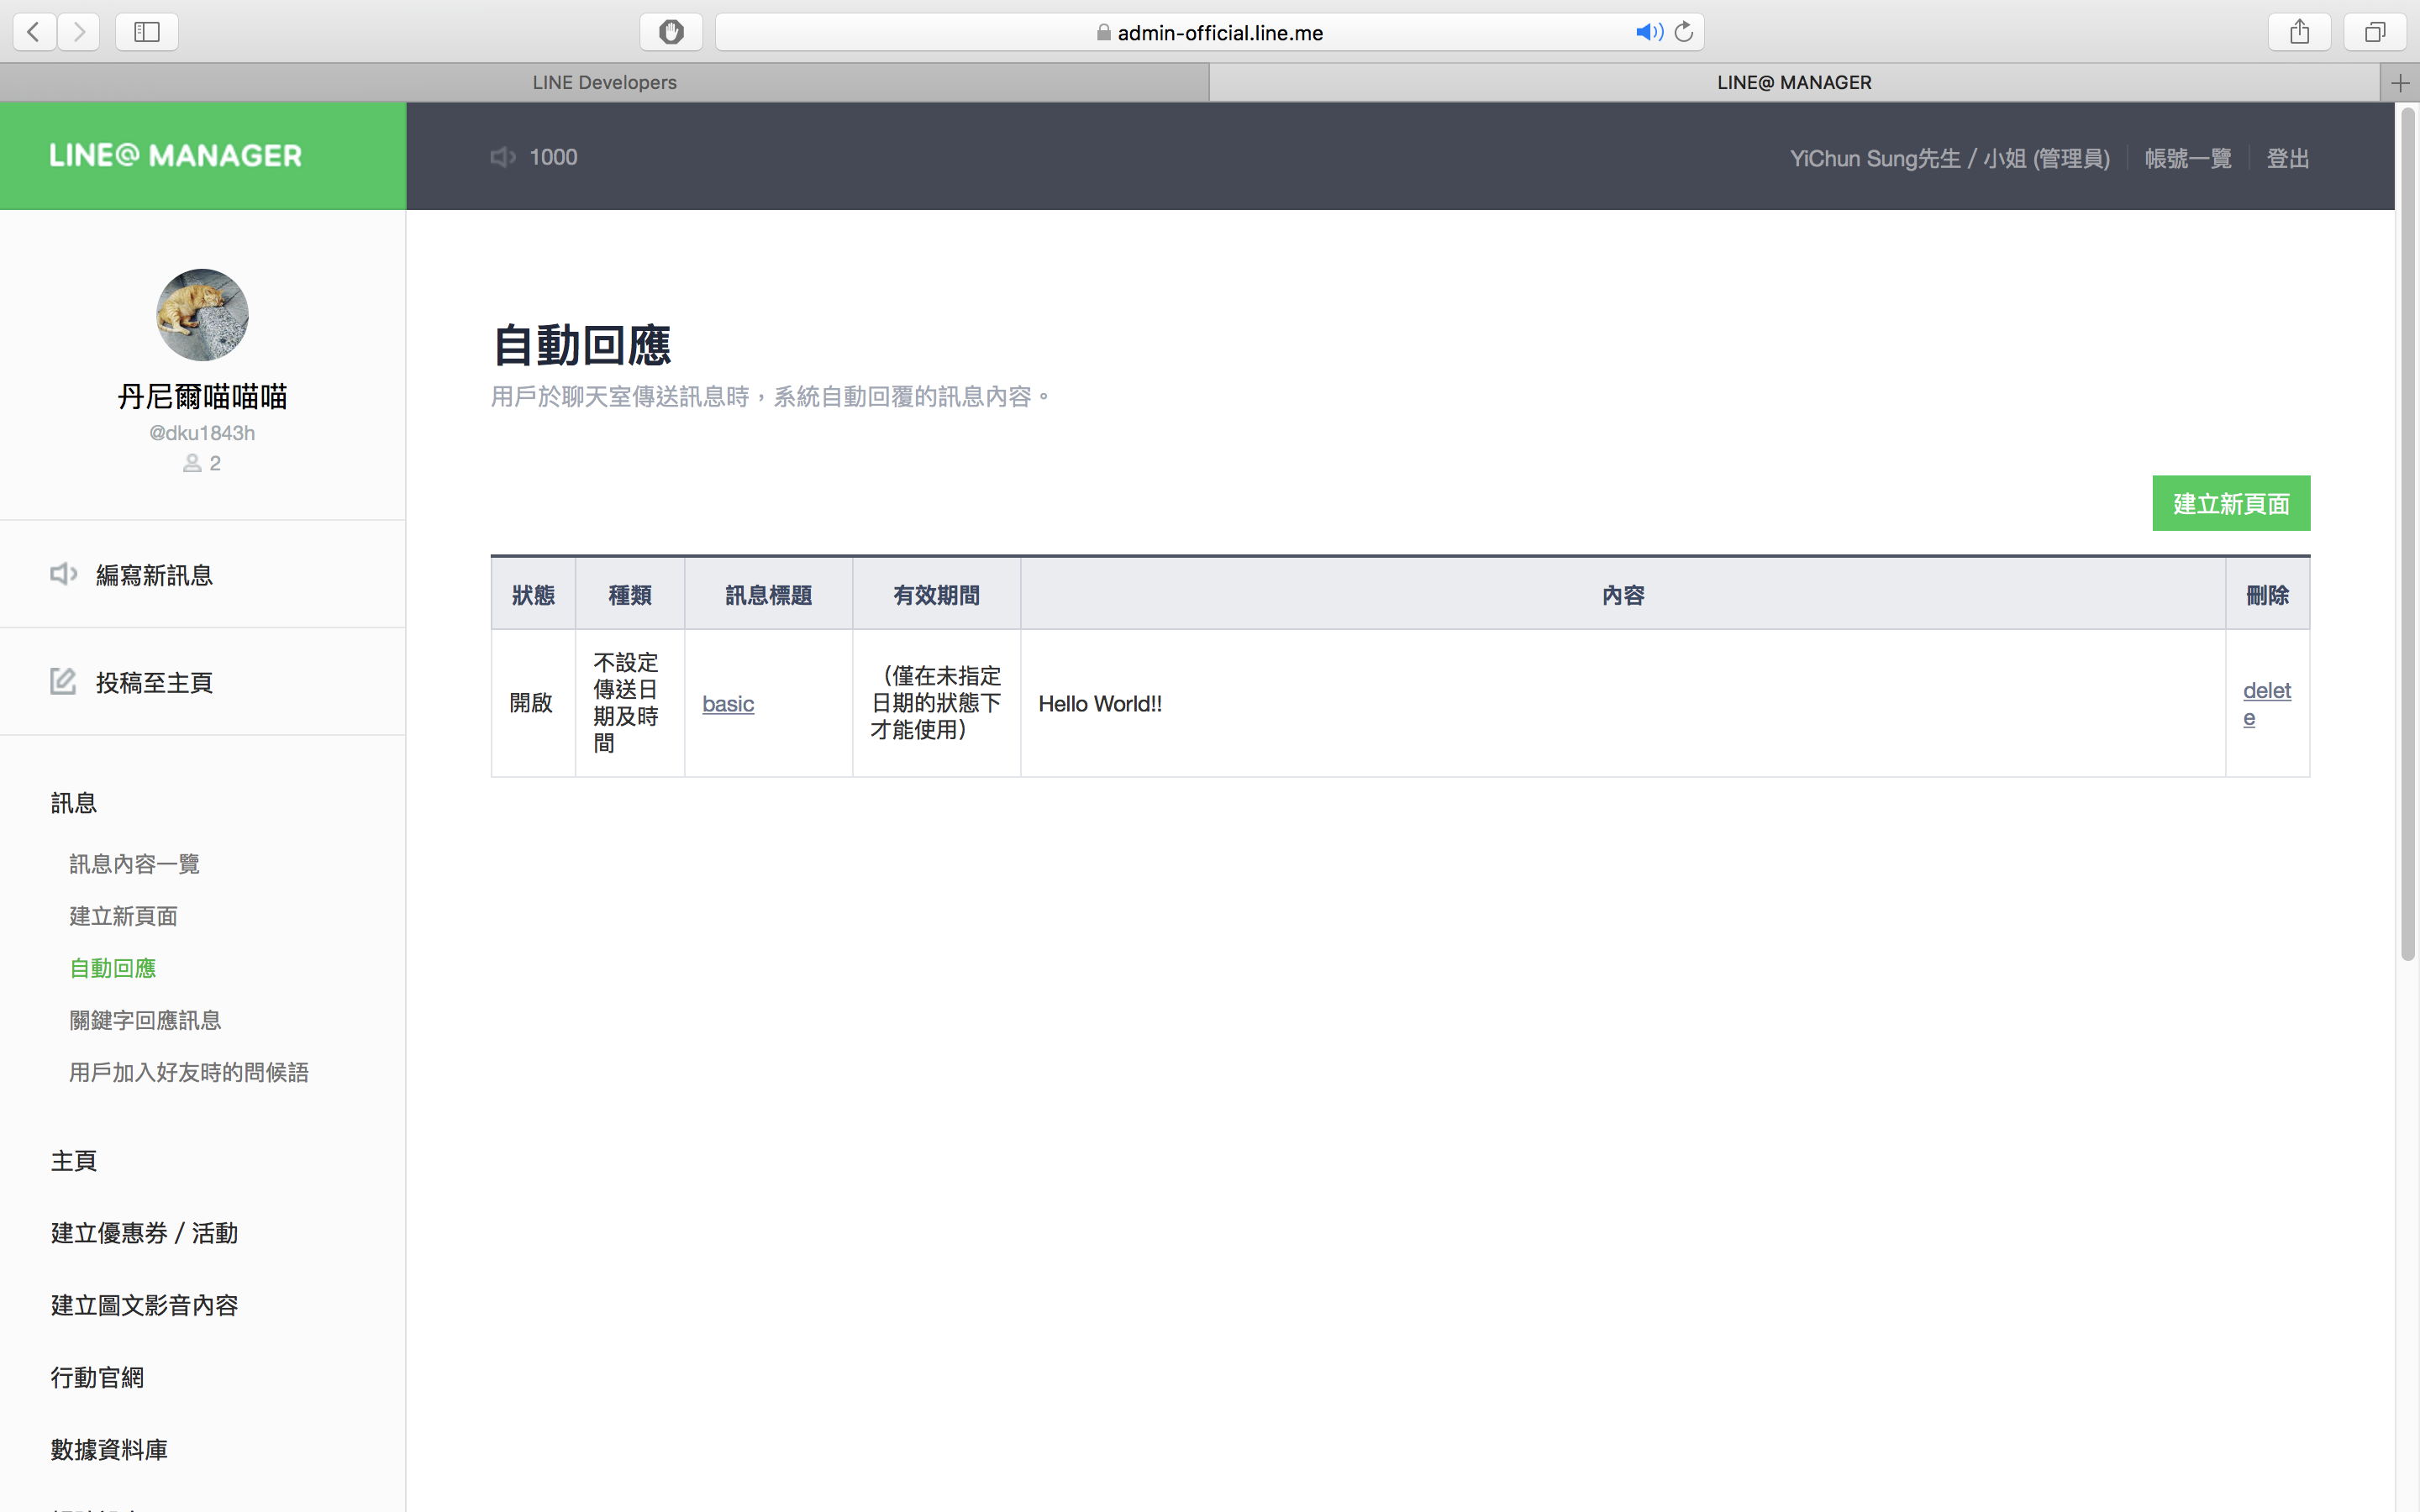 admin-official.line.me
LINE Developers
LINE@ MANAGER
LINE@ MANAGER
1000
YiChun Sung先生 / 小姐 (管理員)
帳號一覽
登出
丹尼爾喵喵喵
@dku1843h
2
編寫新訊息
投稿至主頁
訊息
訊息內容一覽
建立新頁面
自動回應
關鍵字回應訊息
用戶加入好友時的問候語
主頁
建立優惠券 / 活動
建立圖文影音內容
行動官網
數據資料庫
自動回應
用戶於聊天室傳送訊息時，系統自動回覆的訊息內容。
建立新頁面
狀態 種類 訊息標題 有效期間 內容 刪除
開啟
不設定
傳送日
期及時
間
basic
（僅在未指定
日期的狀態下
才能使用）
Hello World!!
delet
e